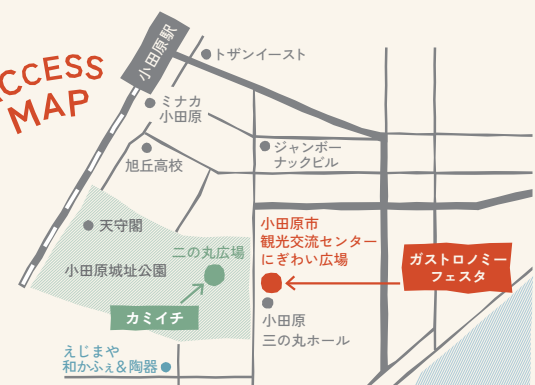 ACCESS
MAP
小田原駅
トザンイースト
ミナカ
小田原
ジャンボー
ナックビル
旭丘高校
天守閣
小田原城址公園
二の丸広場
カミイチ
小田原市
観光交流センター
にぎわい広場
ガストロノミー
フェスタ
小田原
三の丸ホール
えじまや
和かふぇ&陶器